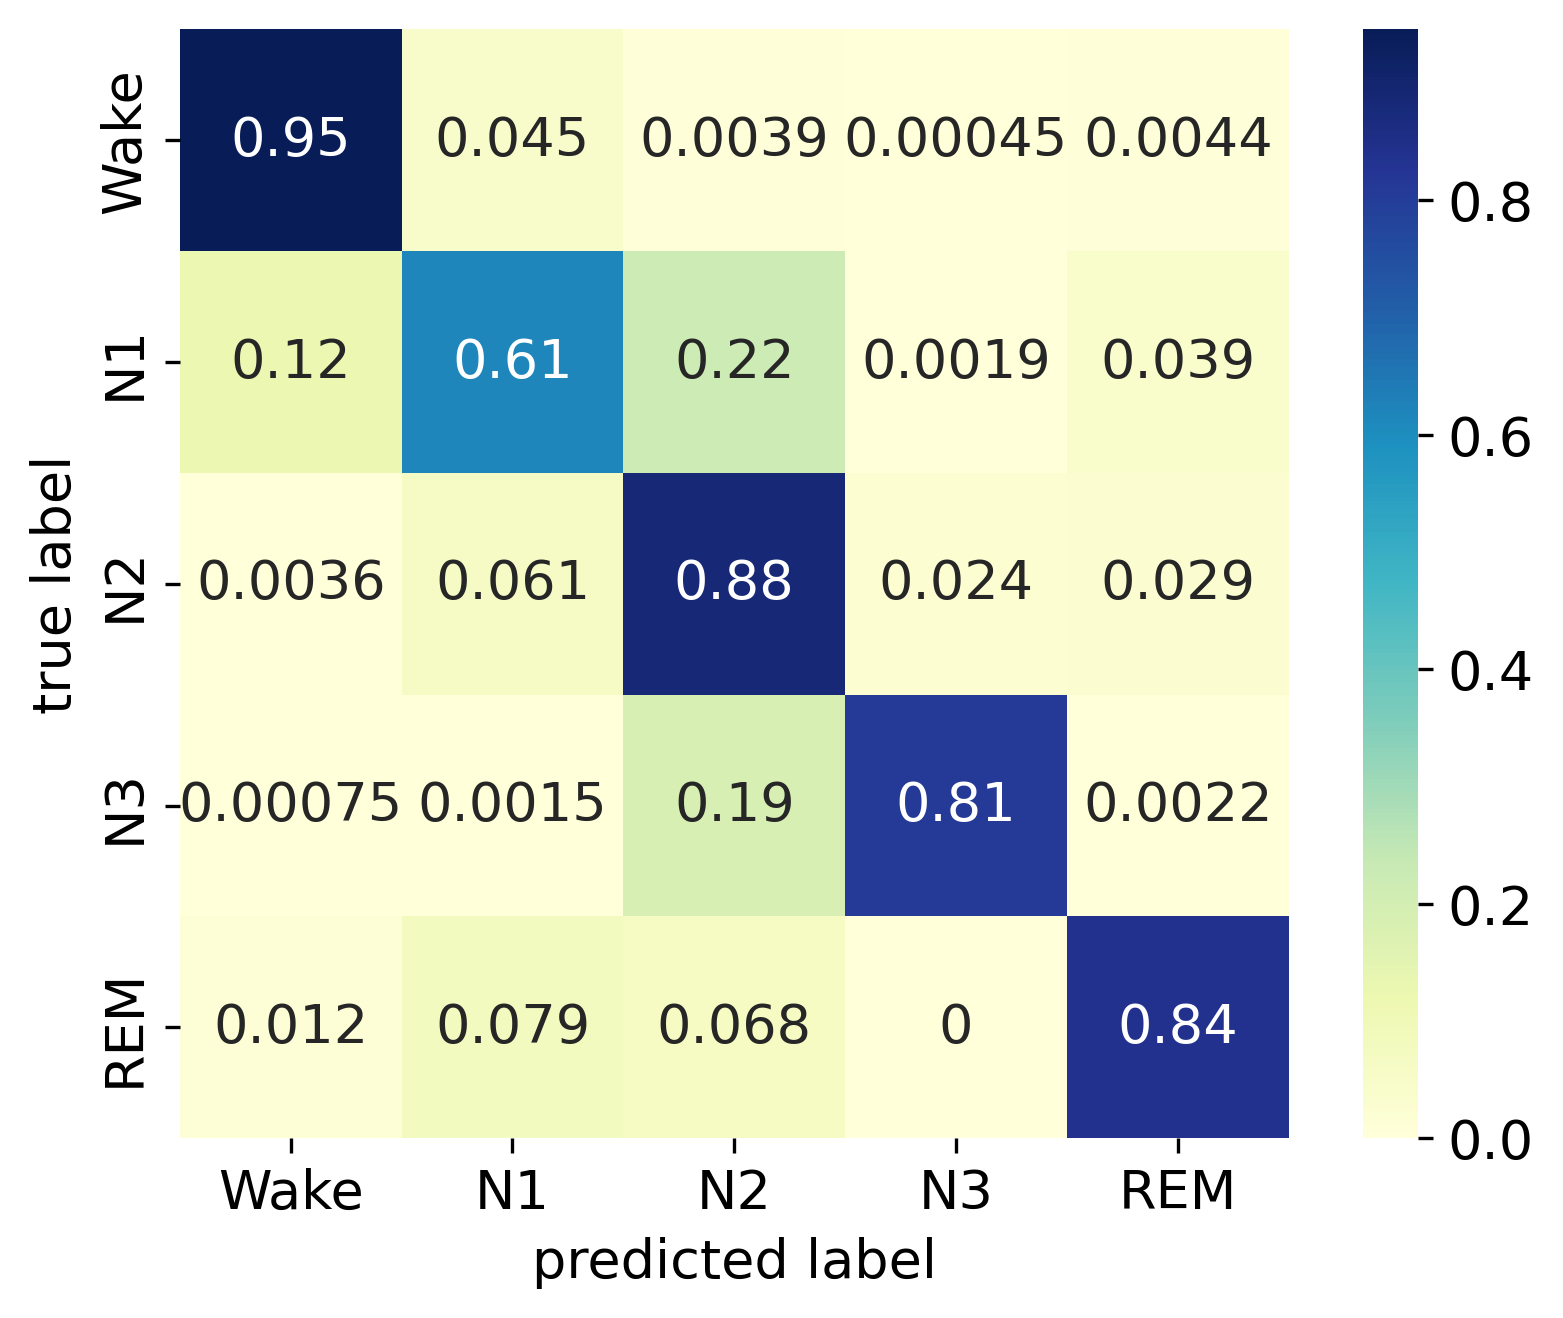 Wake 0.95 0.045 0.0039 0.00045 0.0044
N1 0.12 0.61 0.22 0.0019 0.039
N2 0.0036 0.061 0.88 0.024 0.029
N3 0.00075 0.0015 0.19 0.81 0.0022
REM 0.012 0.079 0.068 0 0.84
true label
Wake N1 N2 N3 REM
predicted label
0.8
0.6
0.4
0.2
0.0